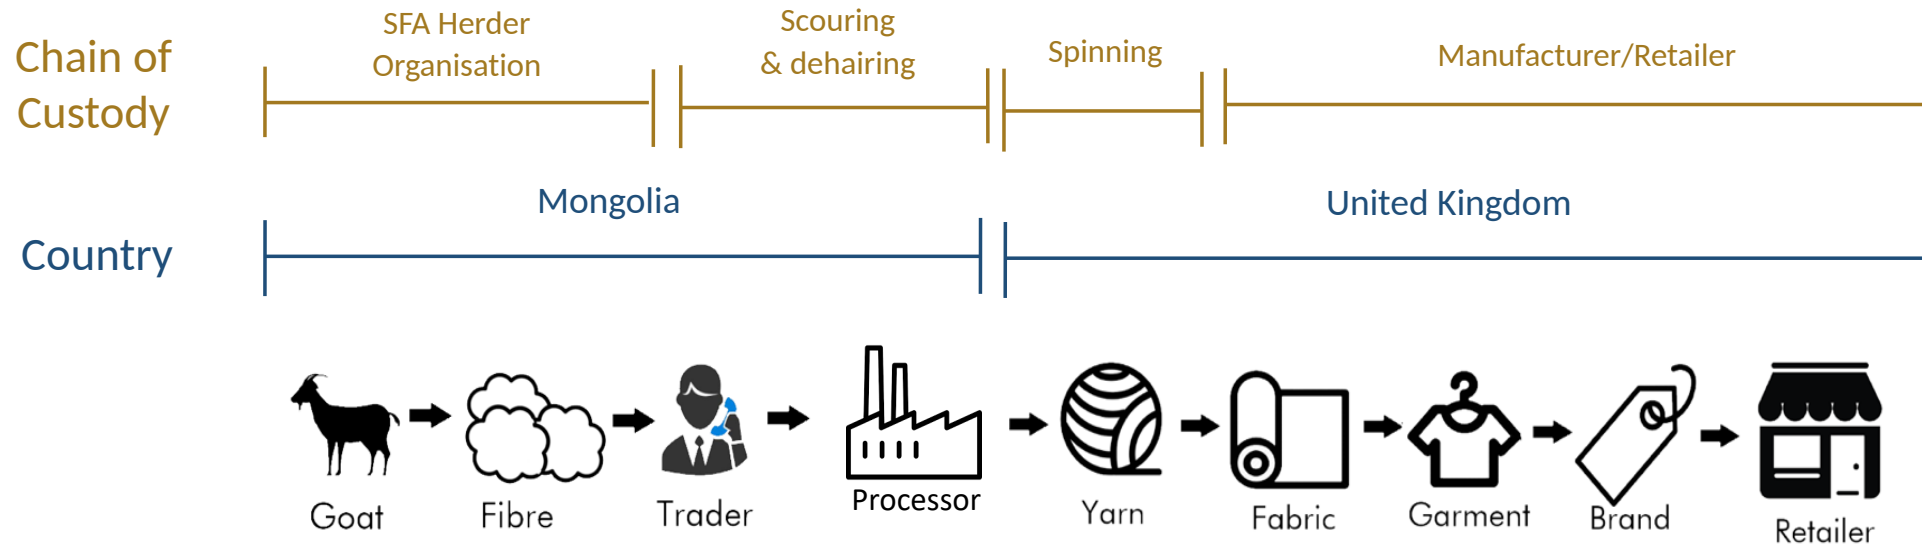 Chain of
Custody
SFA Herder
Organisation
Scouring
& dehairing
Spinning
Manufacturer/Retailer
Country
Mongolia
United Kingdom
Goat
Fibre
Trader
Processor
Yarn
Fabric
Garment
Brand
Retailer